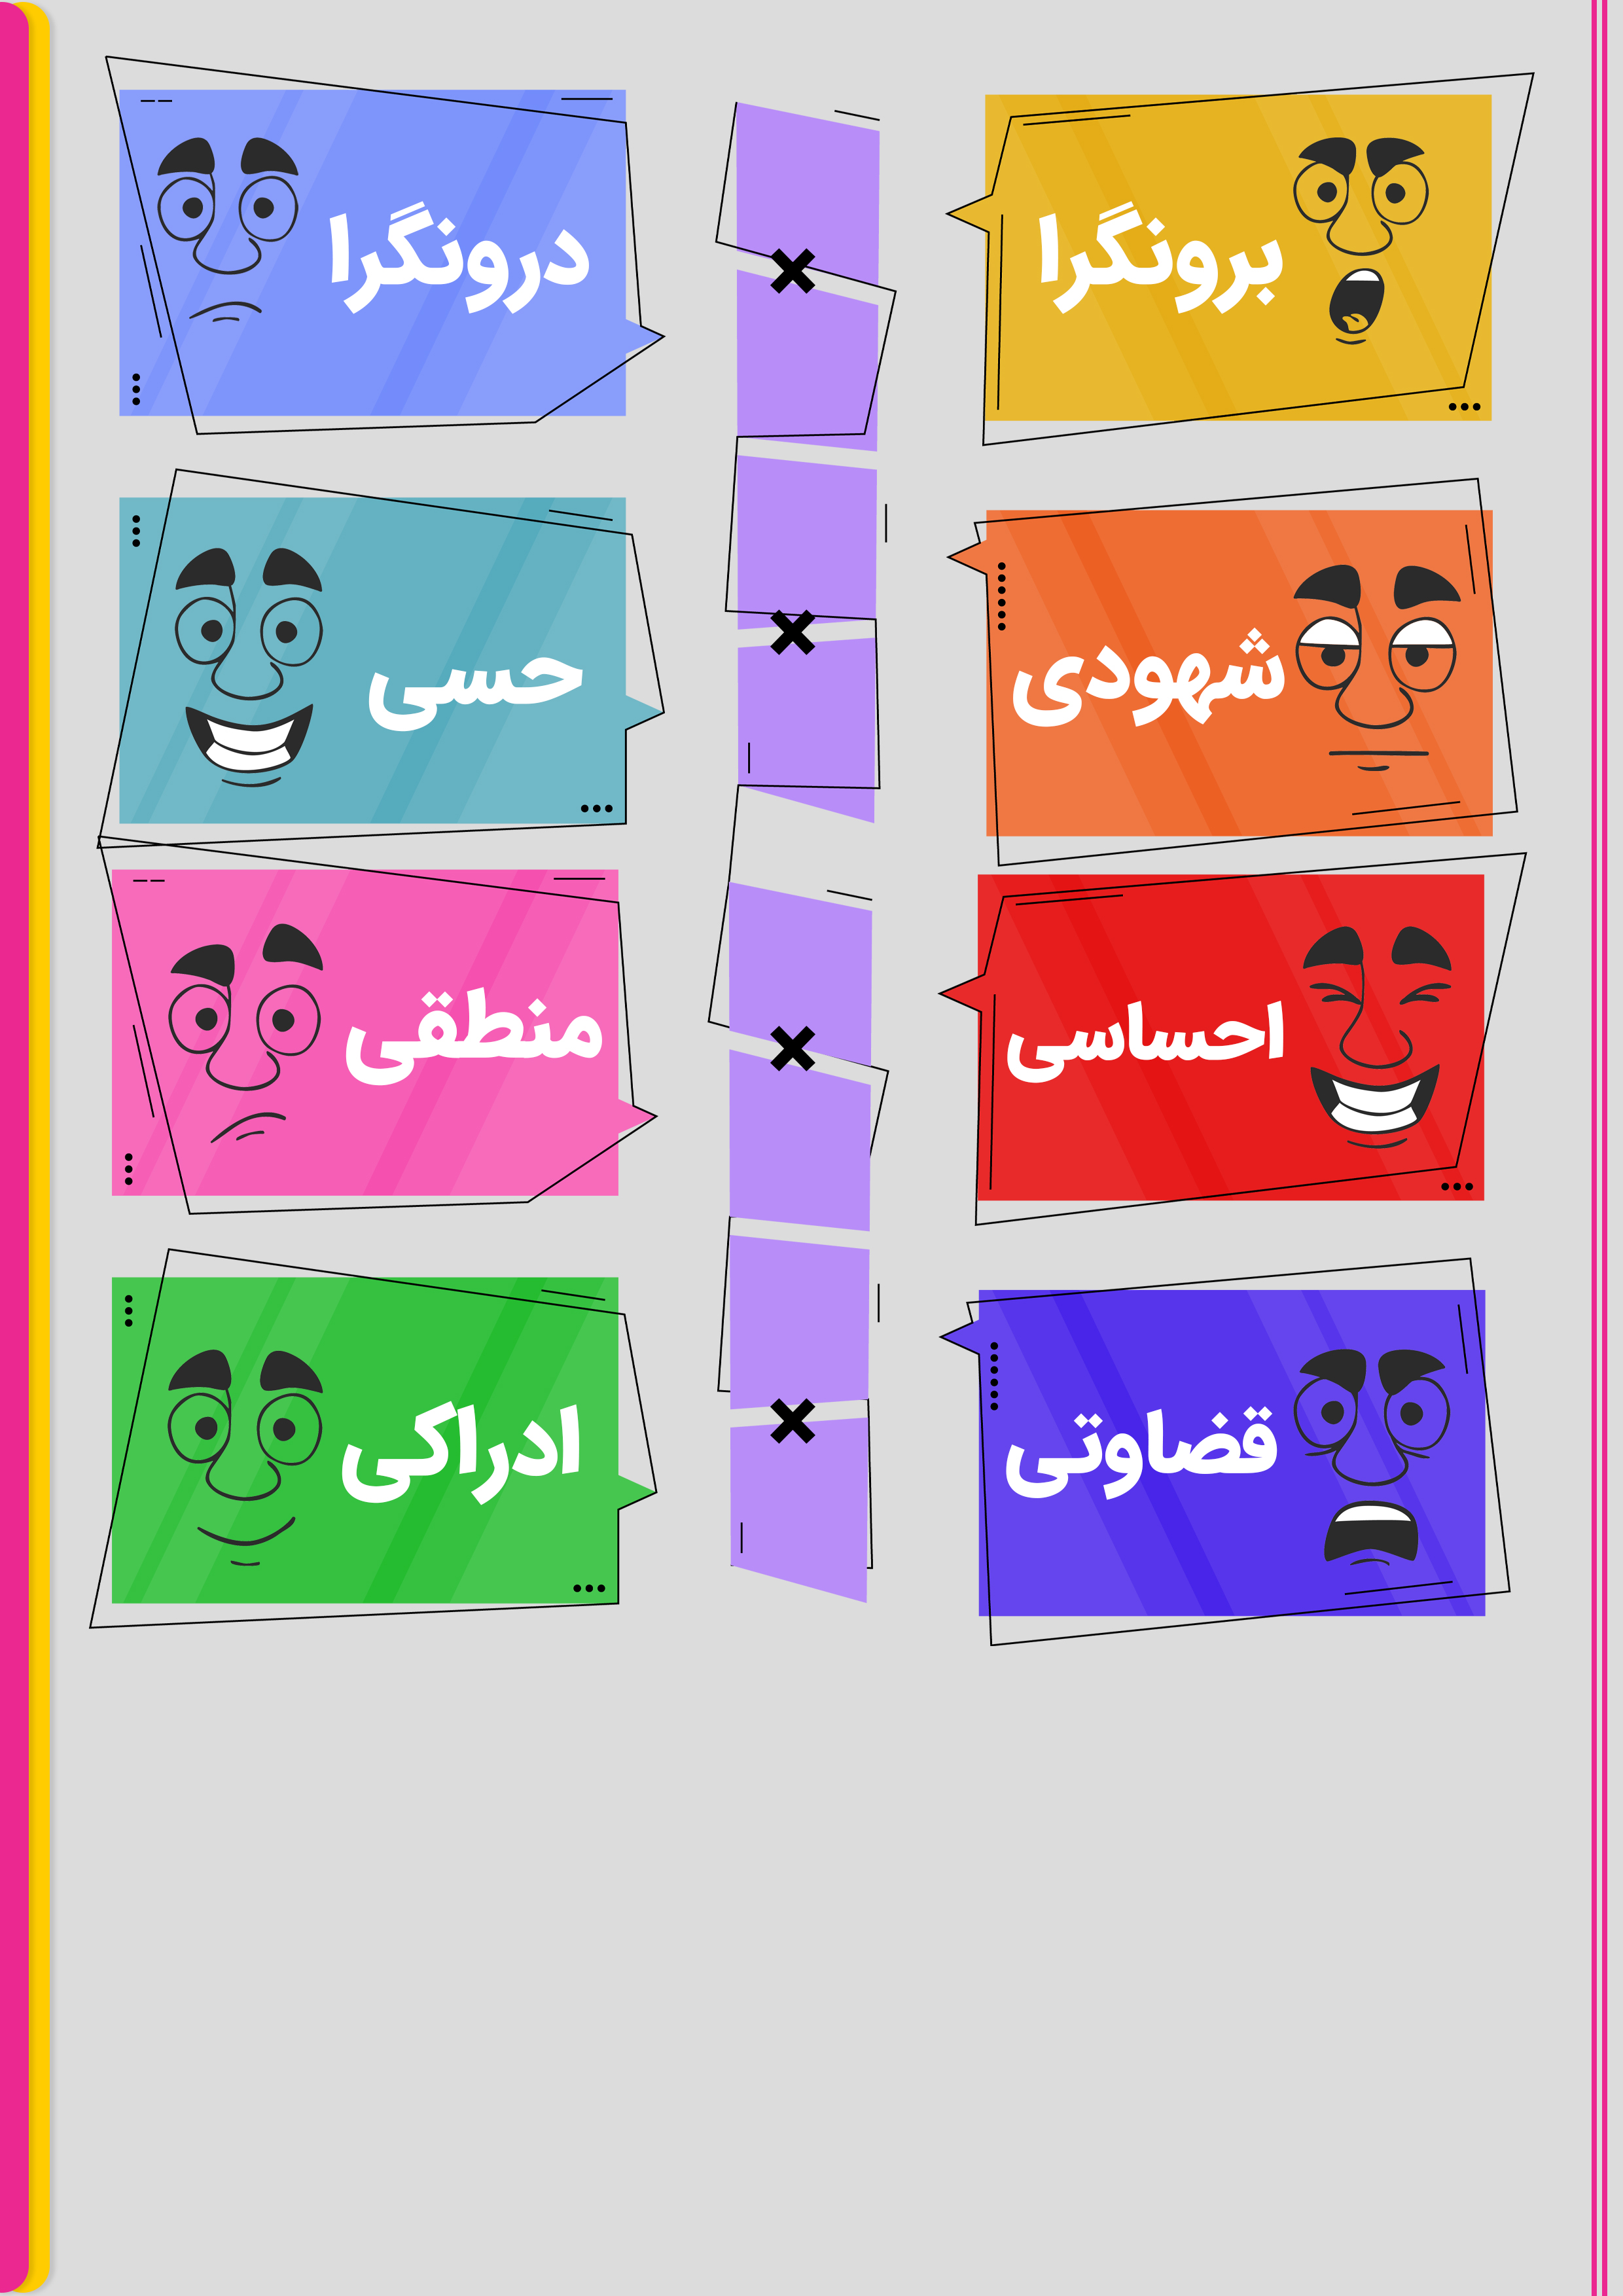 برونگرا
درونگرا
شهودی
حسی
احساسی
منطقی
قضاوتی
ادراکی